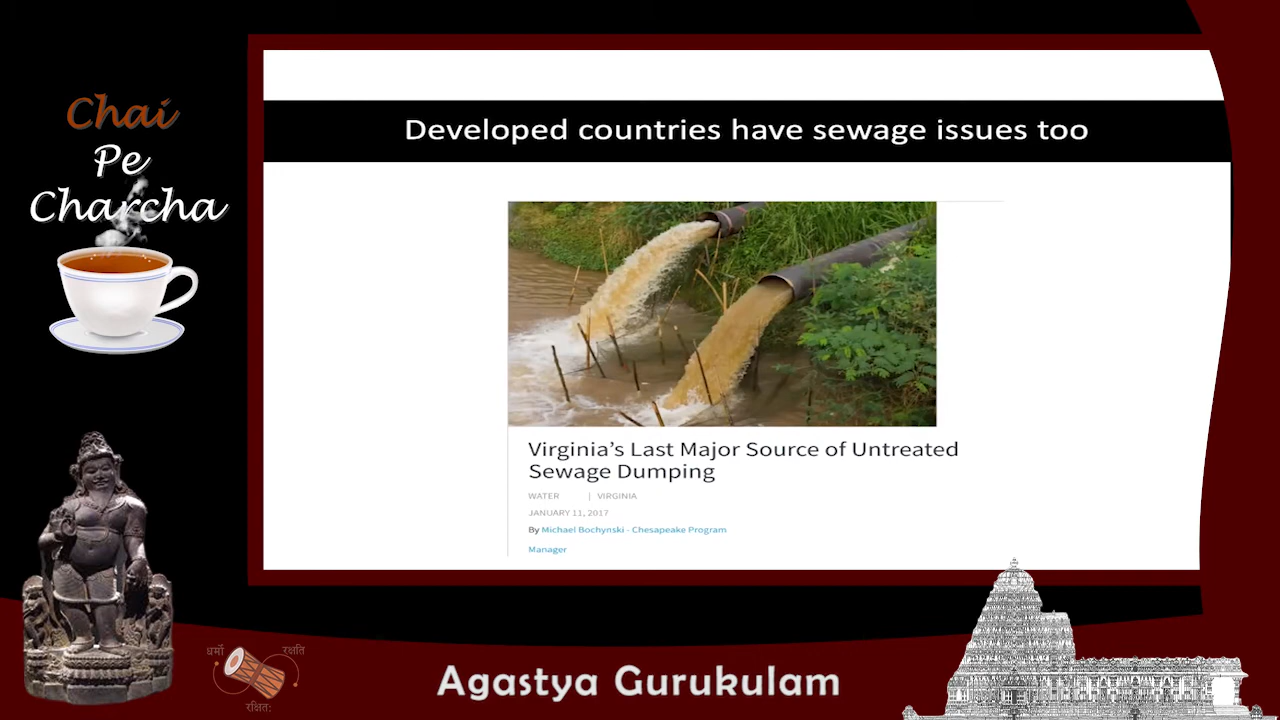 Chai
Pe
Charcha
Developed countries have sewage issues too
Virginia’s Last Major Source of Untreated
Sewage Dumping
WATER | VIRGINIA
JANUARY 11, 2017
By Michael Bochynski - Chesapeake Program
Manager
धर्मो रक्षति
रक्षितः
Agastya Gurukulam